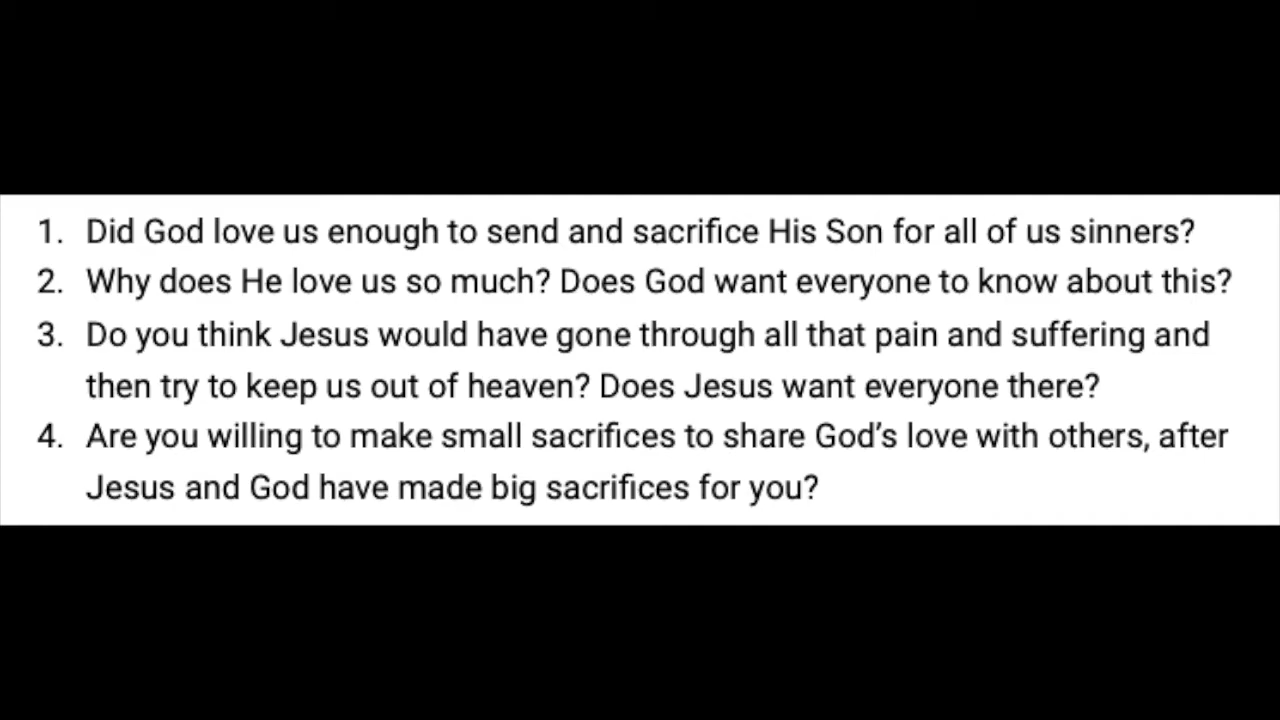 1. Did God love us enough to send and sacrifice His Son for all of us sinners?
2. Why does He love us so much? Does God want everyone to know about this?
3. Do you think Jesus would have gone through all that pain and suffering and
then try to keep us out of heaven? Does Jesus want everyone there?
4. Are you willing to make small sacrifices to share God’s love with others, after
Jesus and God have made big sacrifices for you?